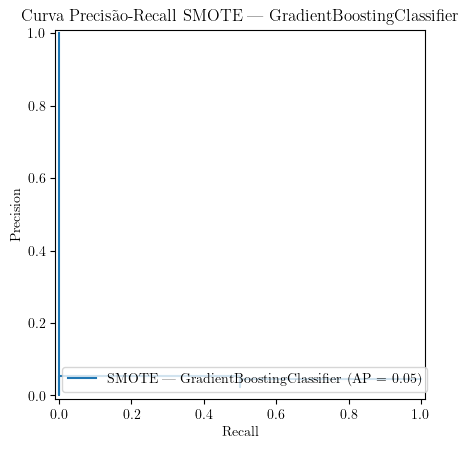 Curva Precisão-Recall SMOTE — GradientBoostingClassifier
1.0
0.8
0.6
0.4
0.2
0.0
Precision
SMOTE — GradientBoostingClassifier (AP = 0.05)
0.0 0.2 0.4 0.6 0.8 1.0
Recall